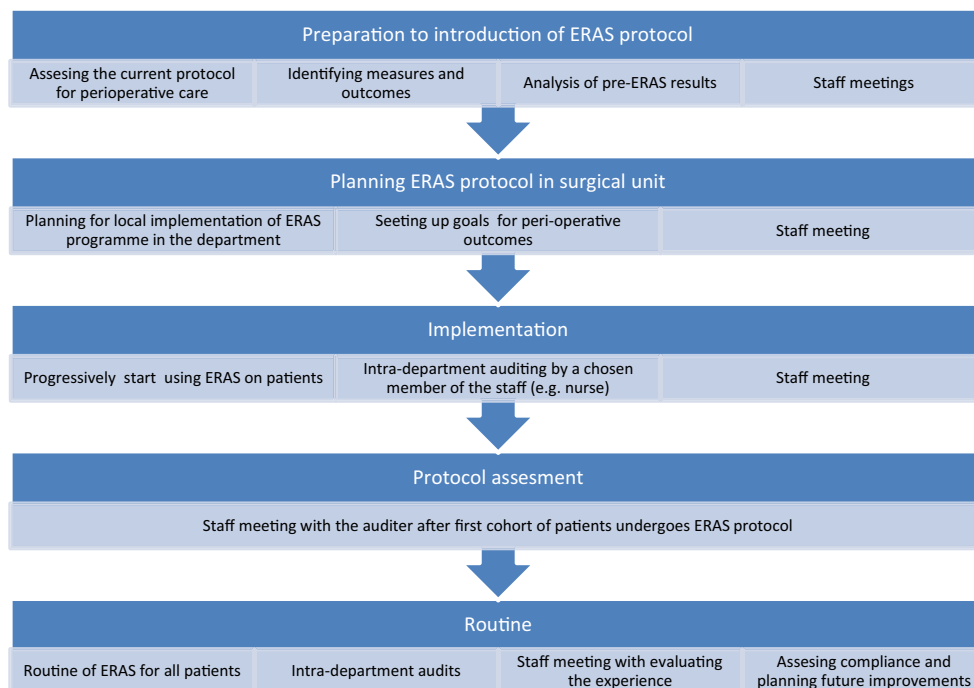 Preparation to introduction of ERAS protocol
Assesing the current protocol
for perioperative care
Identifying measures and
outcomes
Analysis of pre-ERAS results
Staff meetings
Planning ERAS protocol in surgical unit
Planning for local implementation of ERAS
programme in the department
Seeting up goals for peri-operative
outcomes
Staff meeting
Implementation
Progressively start using ERAS on patients
Intra-department auditing by a chosen
member of the staff (e.g. nurse)
Staff meeting
Protocol assesment
Staff meeting with the auditer after first cohort of patients undergoes ERAS protocol
Routine
Routine of ERAS for all patients
Intra-department audits
Staff meeting with evaluating
the experience
Assesing compliance and
planning future improvements